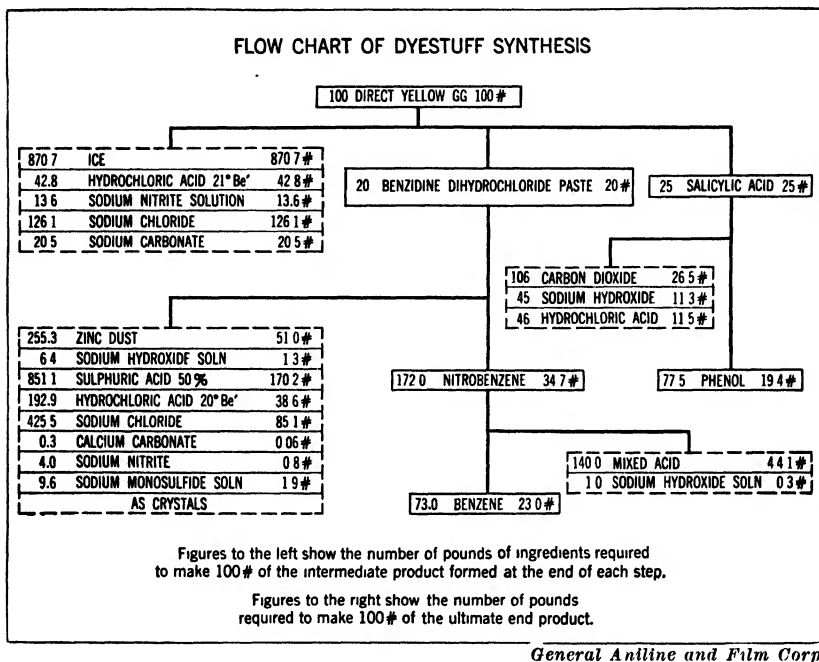 FLOW CHART OF DYESTUFF SYNTHESIS
100 DIRECT YELLOW GG 100#
870 7 ICE 870 7#
42.8 HYDROCHLORIC ACID 21° Be' 42 8#
13 6 SODIUM NITRITE SOLUTION 13.6#
126 1 SODIUM CHLORIDE 126 1#
20 5 SODIUM CARBONATE 20 5#
20 BENZIDINE DIHYDROCHLORIDE PASTE 20#
25 SALICYLIC ACID 25#
106 CARBON DIOXIDE 26 5#
45 SODIUM HYDROXIDE 11 3#
46 HYDROCHLORIC ACID 11 5#
255.3 ZINC DUST 51 0#
6 4 SODIUM HYDROXIDE SOLN 1 3#
851 1 SULPHURIC ACID 50% 170 2#
192.9 HYDROCHLORIC ACID 20° Be' 38 6#
425 5 SODIUM CHLORIDE 85 1#
0.3 CALCIUM CARBONATE 0 06#
4.0 SODIUM NITRITE 0 8#
9.6 SODIUM MONOSULFIDE SOLN 1 9#
AS CRYSTALS
172 0 NITROBENZENE 34 7#
77 5 PHENOL 19 4#
140 0 MIXED ACID 44 1#
1 0 SODIUM HYDROXIDE SOLN 0 3#
73.0 BENZENE 23 0#
Figures to the left show the number of pounds of ingredients required
to make 100# of the intermediate product formed at the end of each step.
Figures to the right show the number of pounds
required to make 100# of the ultimate end product.
General Aniline and Film Corp